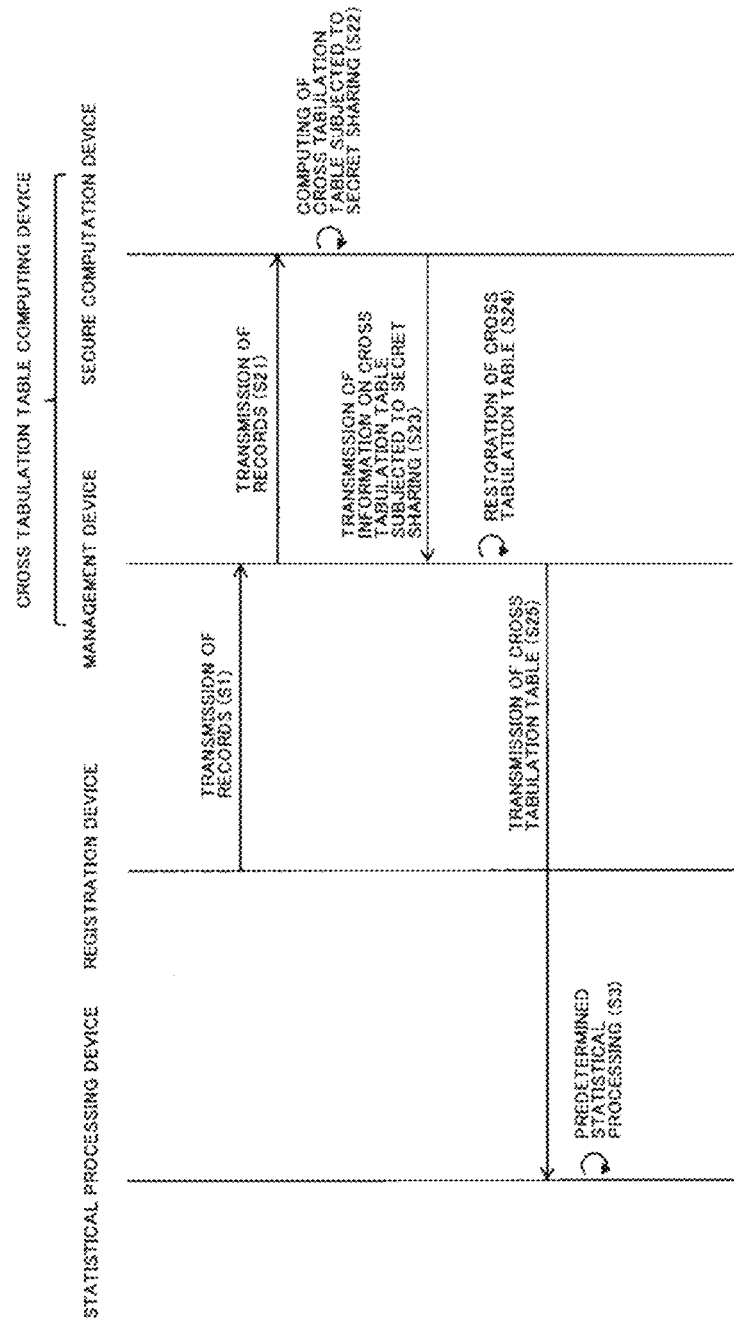 CROSS TABULATION TABLE COMPUTING DEVICE
STATISTICAL PROCESSING DEVICE
REGISTRATION DEVICE
MANAGEMENT DEVICE
SECURE COMPUTATION DEVICE
TRANSMISSION OF
RECORDS (S1)
TRANSMISSION OF
RECORDS (S21)
COMPUTING OF
CROSS TABULATION
TABLE SUBJECTED TO
SECRET SHARING (S22)
TRANSMISSION OF
INFORMATION ON CROSS
TABULATION TABLE
SUBJECTED TO SECRET
SHARING (S23)
RESTORATION OF CROSS
TABULATION TABLE (S24)
TRANSMISSION OF CROSS
TABULATION TABLE (S25)
PREDETERMINED
STATISTICAL
PROCESSING (S3)